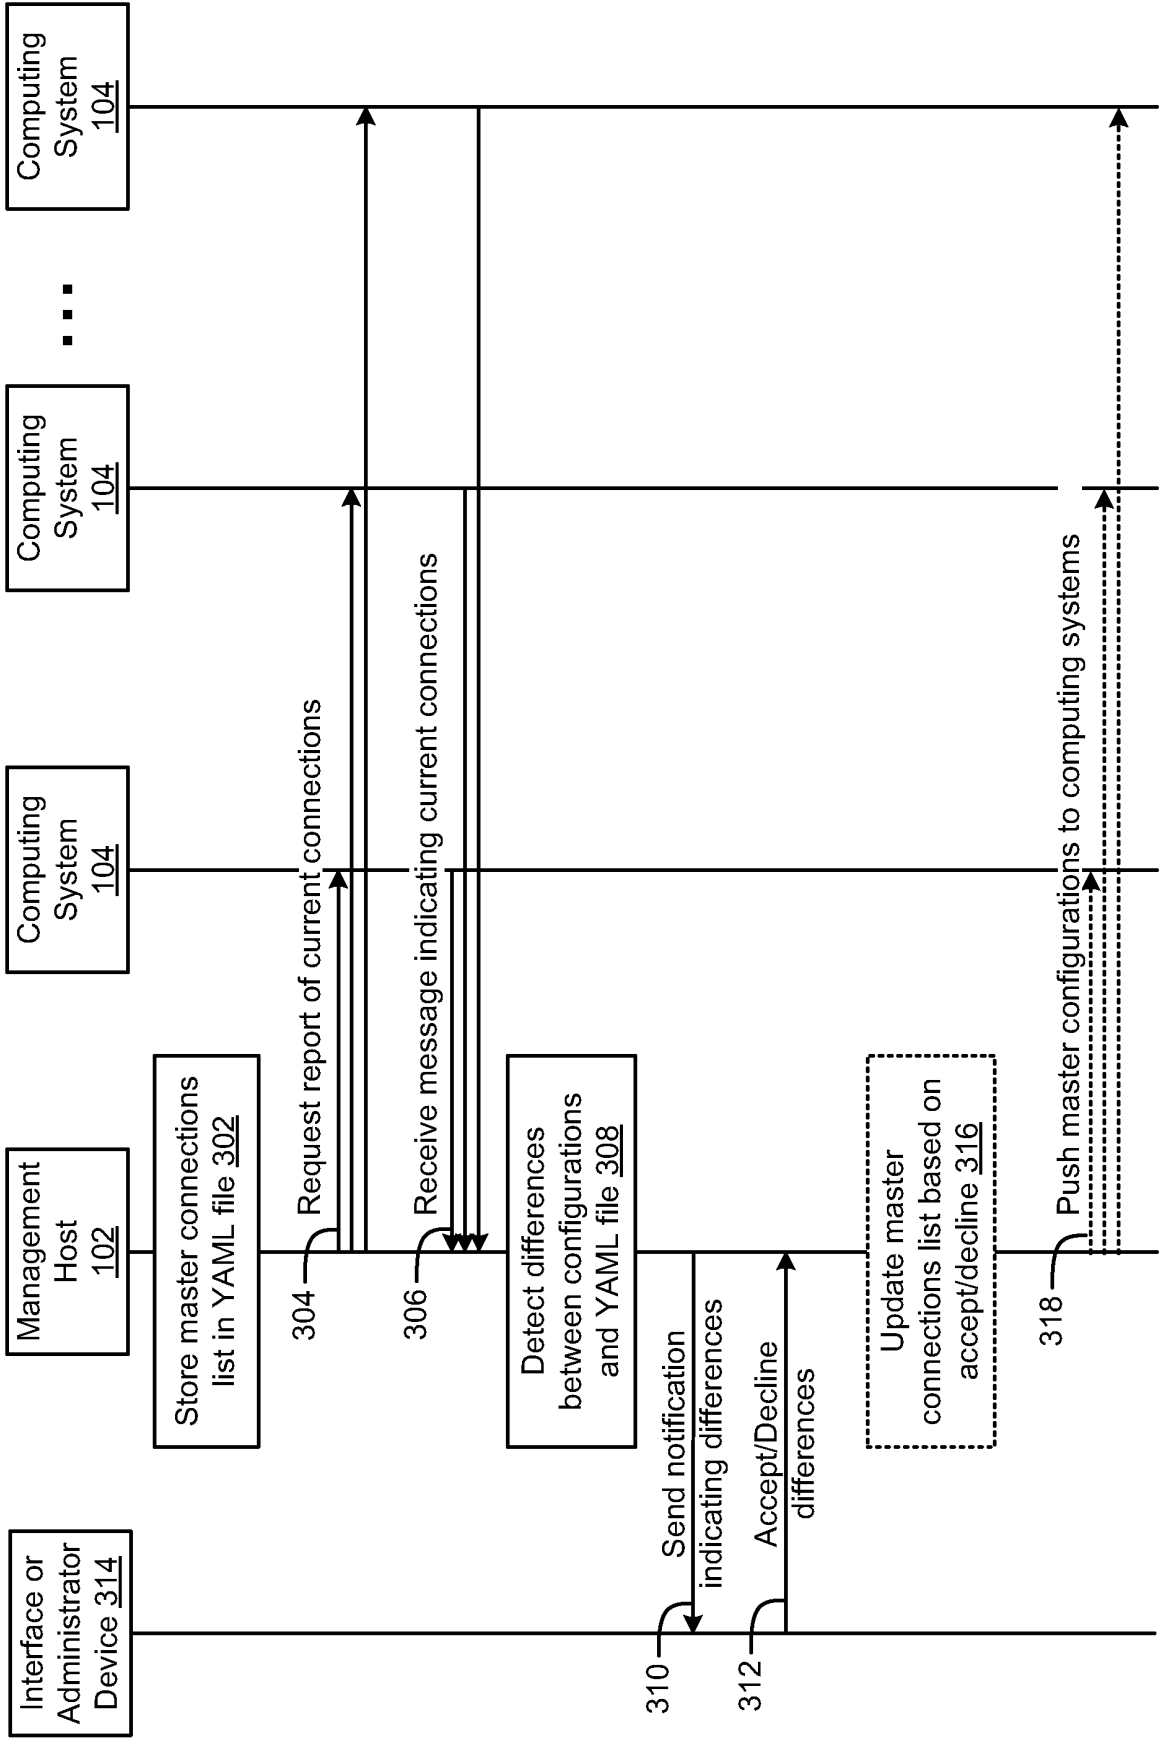 Interface or
Administrator
Device 314
Management
Host
102
Computing
System
104
Computing
System
104
...
Computing
System
104
Store master connections
list in YAML file 302
304
Request report of current connections
306
Receive message indicating current connections
Detect differences
between configurations
and YAML file 308
310
Send notification
indicating differences
312
Accept/Decline
differences
Update master
connections list based on
accept/decline 316
318
Push master configurations to computing systems